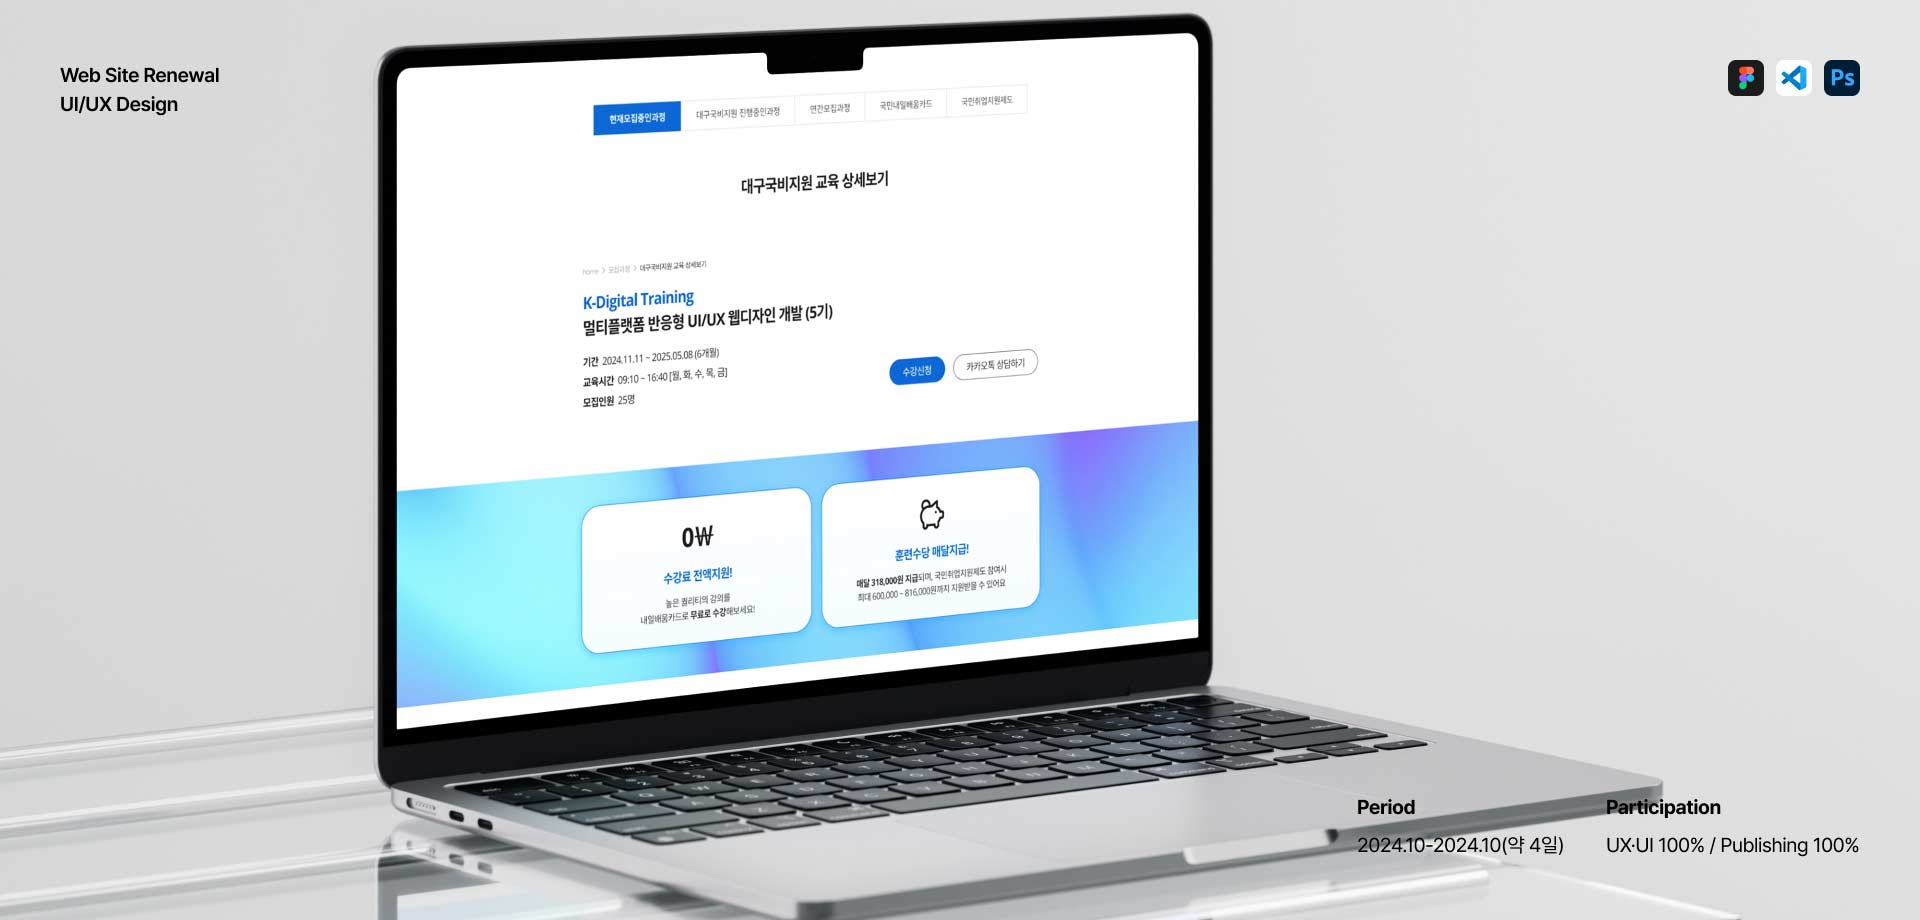 Web Site Renewal
UI/UX Design
Ps
현재모집중인과정
대구국비지원 진행중인과정
연간모집과정
국민내일배움카드
국민취업지원제도
대구국비지원 교육 상세보기
home > 모집과정 > 대구국비지원 교육 상세보기
K-Digital Training
멀티플랫폼 반응형 UI/UX 웹디자인 개발 (5기)
기간 2024.11.11 ~ 2025.05.08 (6개월)
교육시간 09:10 ~ 16:40 [월, 화, 수, 목, 금]
모집인원 25명
수강신청
카카오톡 상담하기
0₩
수강료 전액지원!
높은 퀄리티의 강의를
내일배움카드로 무료로 수강해보세요!
훈련수당 매달지급!
매달 318,000원 지급되며, 국민취업지원제도 참여시
최대 600,000 ~ 816,000원까지 지원받을 수 있어요
Period
2024.10-2024.10(약 4일)
Participation
UX·UI 100% / Publishing 100%